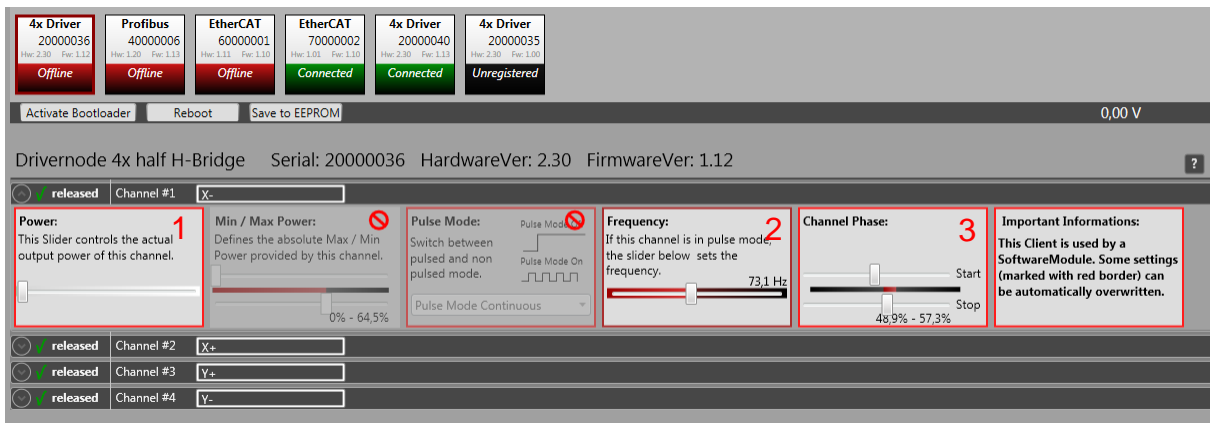 4x Driver
20000036
Hw: 2.30 Fw: 1.12
Offline
Profibus
40000006
Hw: 1.20 Fw: 1.13
Offline
EtherCAT
60000001
Hw: 1.11 Fw: 1.10
Offline
EtherCAT
70000002
Hw: 1.01 Fw: 1.10
Connected
4x Driver
20000040
Hw: 2.30 Fw: 1.13
Connected
4x Driver
20000035
Hw: 2.30 Fw: 1.00
Unregistered
Activate Bootloader Reboot Save to EEPROM 0,00 V
Drivernode 4x half H-Bridge Serial: 20000036 HardwareVer: 2.30 FirmwareVer: 1.12 ?
released Channel #1 X-
Power: 1
This Slider controls the actual
output power of this channel.
Min / Max Power:
Defines the absolute Max / Min
Power provided by this channel.
0% - 64,5%
Pulse Mode:
Switch between
pulsed and non
pulsed mode.
Pulse Mode
Pulse Mode On
Pulse Mode Continuous
Frequency: 2
If this channel is in pulse mode,
the slider below sets the
frequency.
73,1 Hz
Channel Phase: 3
Start
Stop
48,9% - 57,3%
Important Informations:
This Client is used by a
SoftwareModule. Some settings
(marked with red border) can
be automatically overwritten.
released Channel #2 X+
released Channel #3 Y+
released Channel #4 Y-